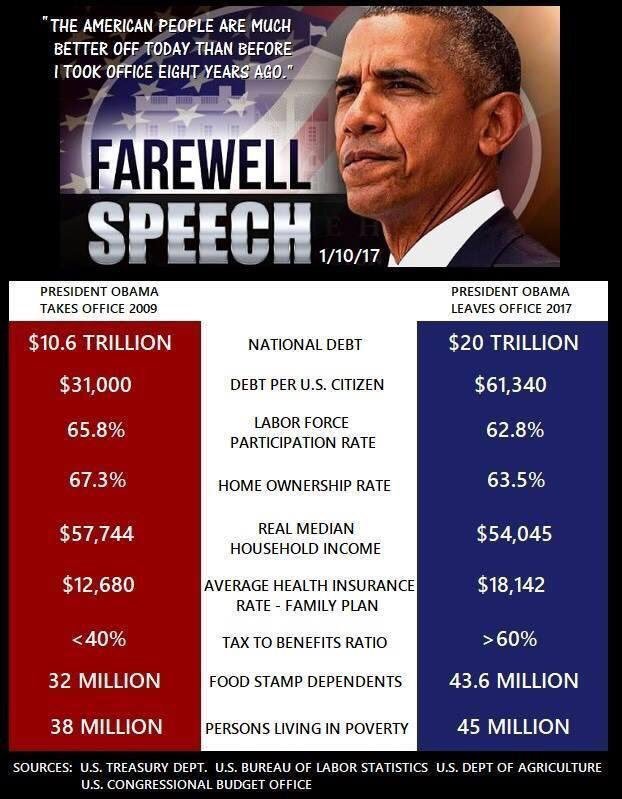 "THE AMERICAN PEOPLE ARE MUCH
BETTER OFF TODAY THAN BEFORE
I TOOK OFFICE EIGHT YEARS AGO."
FAREWELL
SPEECH
1/10/17
PRESIDENT OBAMA
TAKES OFFICE 2009
PRESIDENT OBAMA
LEAVES OFFICE 2017
$10.6 TRILLION NATIONAL DEBT $20 TRILLION
$31,000 DEBT PER U.S. CITIZEN $61,340
65.8% LABOR FORCE
PARTICIPATION RATE 62.8%
67.3% HOME OWNERSHIP RATE 63.5%
$57,744 REAL MEDIAN
HOUSEHOLD INCOME $54,045
$12,680 AVERAGE HEALTH INSURANCE
RATE - FAMILY PLAN $18,142
<40% TAX TO BENEFITS RATIO >60%
32 MILLION FOOD STAMP DEPENDENTS 43.6 MILLION
38 MILLION PERSONS LIVING IN POVERTY 45 MILLION
SOURCES: U.S. TREASURY DEPT. U.S. BUREAU OF LABOR STATISTICS U.S. DEPT OF AGRICULTURE
U.S. CONGRESSIONAL BUDGET OFFICE